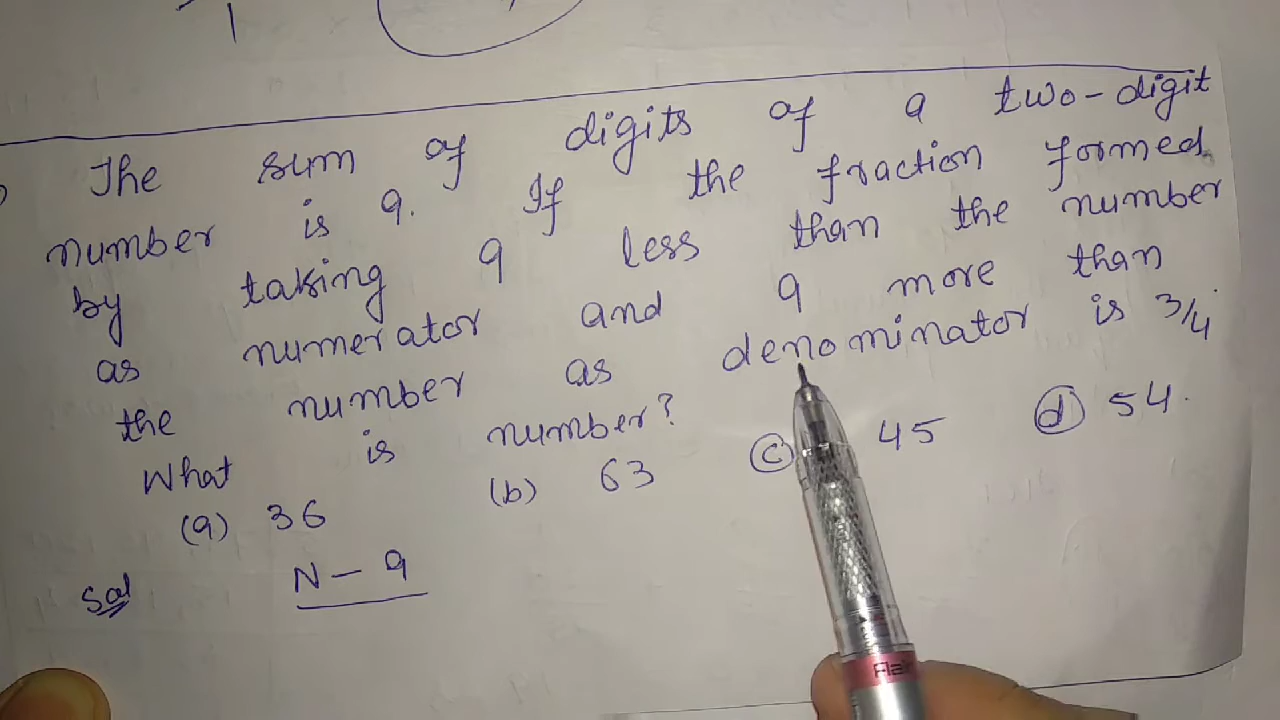 The sum of digits of a two-digit
number is 9. If the fraction formed
by taking 9 less than the number
as numerator and 9 more than
the number as denominator is 3/4
What is number?
(a) 36 (b) 63 (c) 45 (d) 54.
Sol N - 9
Flair